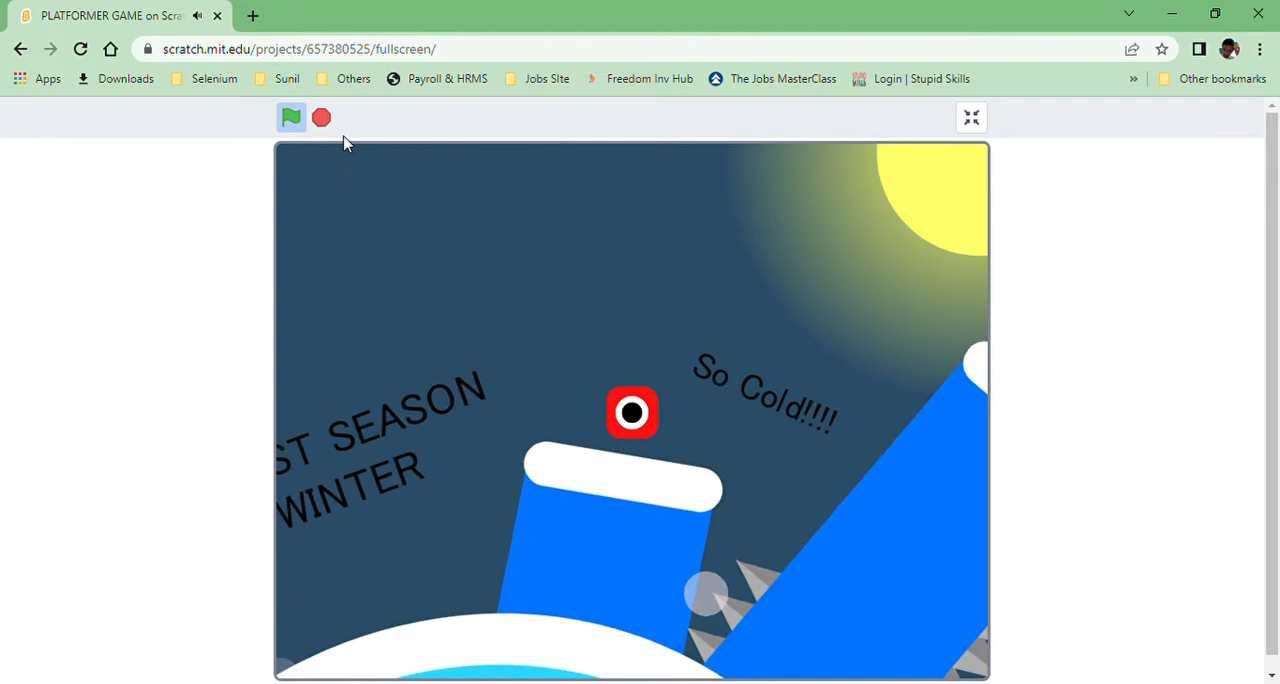 PLATFORMER GAME on Scra
scratch.mit.edu/projects/657380525/fullscreen/
Apps Downloads Selenium Sunil Others Payroll & HRMS Jobs SIte Freedom Inv Hub The Jobs MasterClass Login | Stupid Skills » Other bookmarks
So Cold!!!!
ST SEASON
WINTER